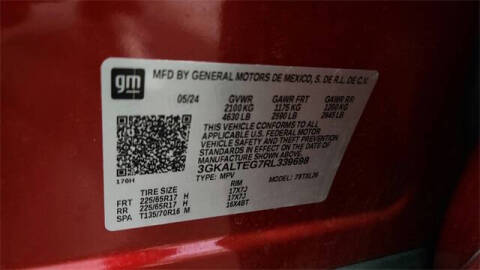 gm
MFD BY GENERAL MOTORS DE MEXICO, S. DE R.L. DE C.V.
05/24 GVWR GAWR FRT GAWR RR
2100 KG 1175 KG 1200 KG
4630 LB 2590 LB 2645 LB
THIS VEHICLE CONFORMS TO ALL
APPLICABLE U.S. FEDERAL MOTOR
VEHICLE SAFETY AND THEFT
PREVENTION STANDARDS IN EFFECT ON
THE DATE OF MANUFACTURE SHOWN ABOVE.
3GKALTEG7RL339698
TYPE: MPV MODEL:
176H
TIRE SIZE RIM
FRT 225/65R17 H 17X7J
RR 225/65R17 H 17X7J
SPA T135/70R16 M 16X4BT